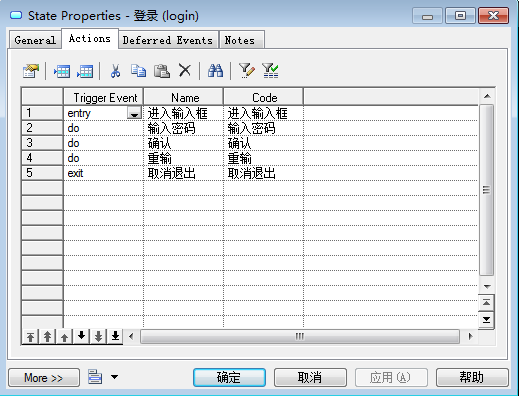 State Properties - 登录 (login)
General Actions Deferred Events Notes
Trigger Event Name Code
1 entry 进入输入框 进入输入框
2 do 输入密码 输入密码
3 do 确认 确认
4 do 重输 重输
5 exit 取消退出 取消退出
More >> 确定 取消 应用(A) 帮助